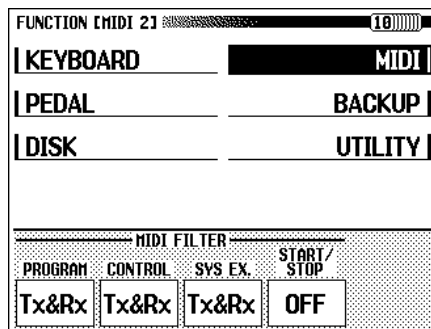 FUNCTION [MIDI 2] 10
KEYBOARD MIDI
PEDAL BACKUP
DISK UTILITY
MIDI FILTER
PROGRAM CONTROL SYS EX. START/
STOP
Tx&Rx Tx&Rx Tx&Rx OFF